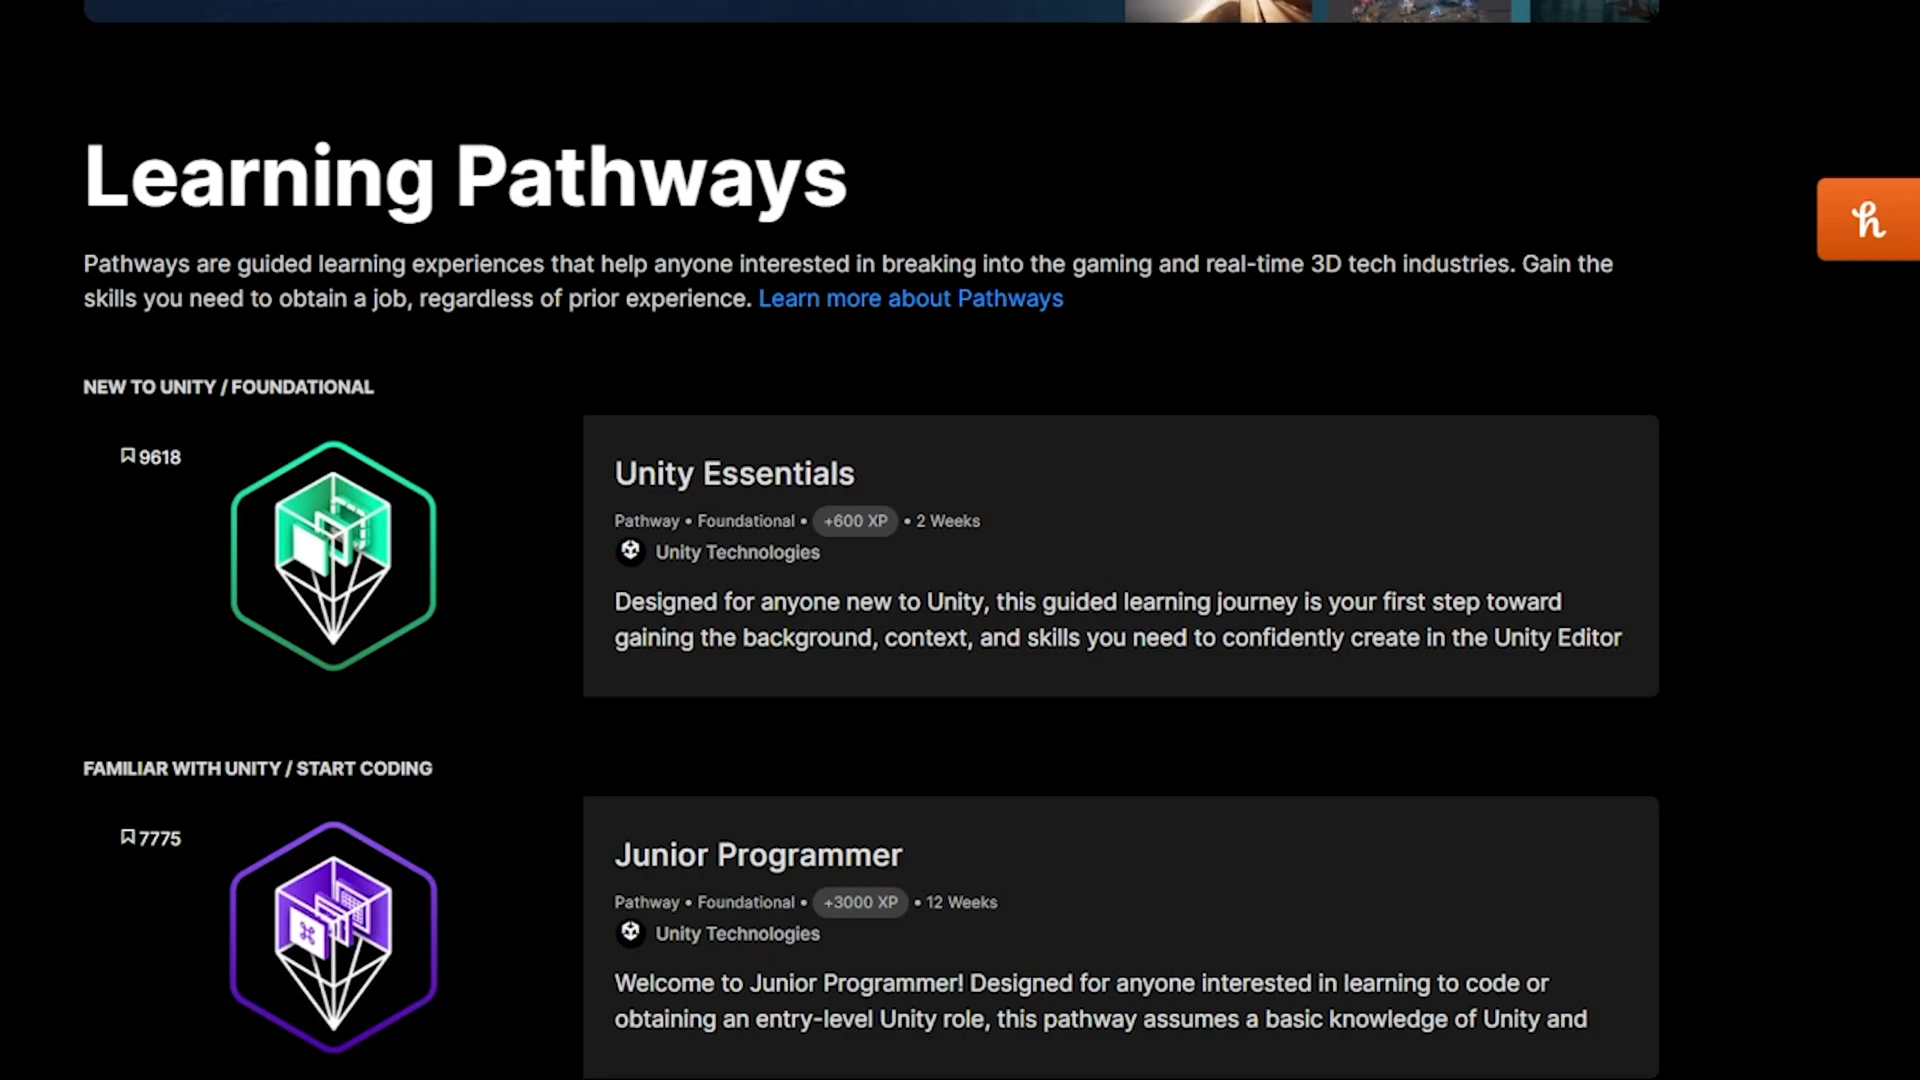 Learning Pathways
Pathways are guided learning experiences that help anyone interested in breaking into the gaming and real-time 3D tech industries. Gain the
skills you need to obtain a job, regardless of prior experience. Learn more about Pathways
NEW TO UNITY / FOUNDATIONAL
9618
Unity Essentials
Pathway • Foundational • +600 XP • 2 Weeks
Unity Technologies
Designed for anyone new to Unity, this guided learning journey is your first step toward
gaining the background, context, and skills you need to confidently create in the Unity Editor
FAMILIAR WITH UNITY / START CODING
7775
Junior Programmer
Pathway • Foundational • +3000 XP • 12 Weeks
Unity Technologies
Welcome to Junior Programmer! Designed for anyone interested in learning to code or
obtaining an entry-level Unity role, this pathway assumes a basic knowledge of Unity and